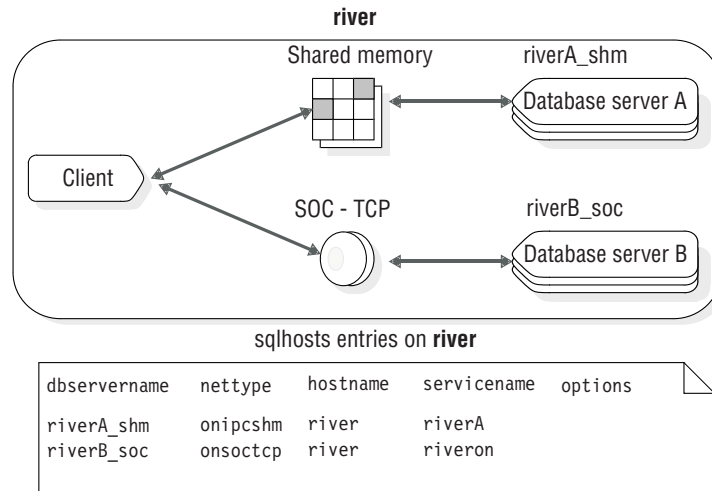 river
Shared memory riverA_shm
Database server A
Client
SOC - TCP riverB_soc
Database server B
sqlhosts entries on river
dbservername nettype hostname servicename options
riverA_shm onipcshm river riverA
riverB_soc onsoctcp river riveron